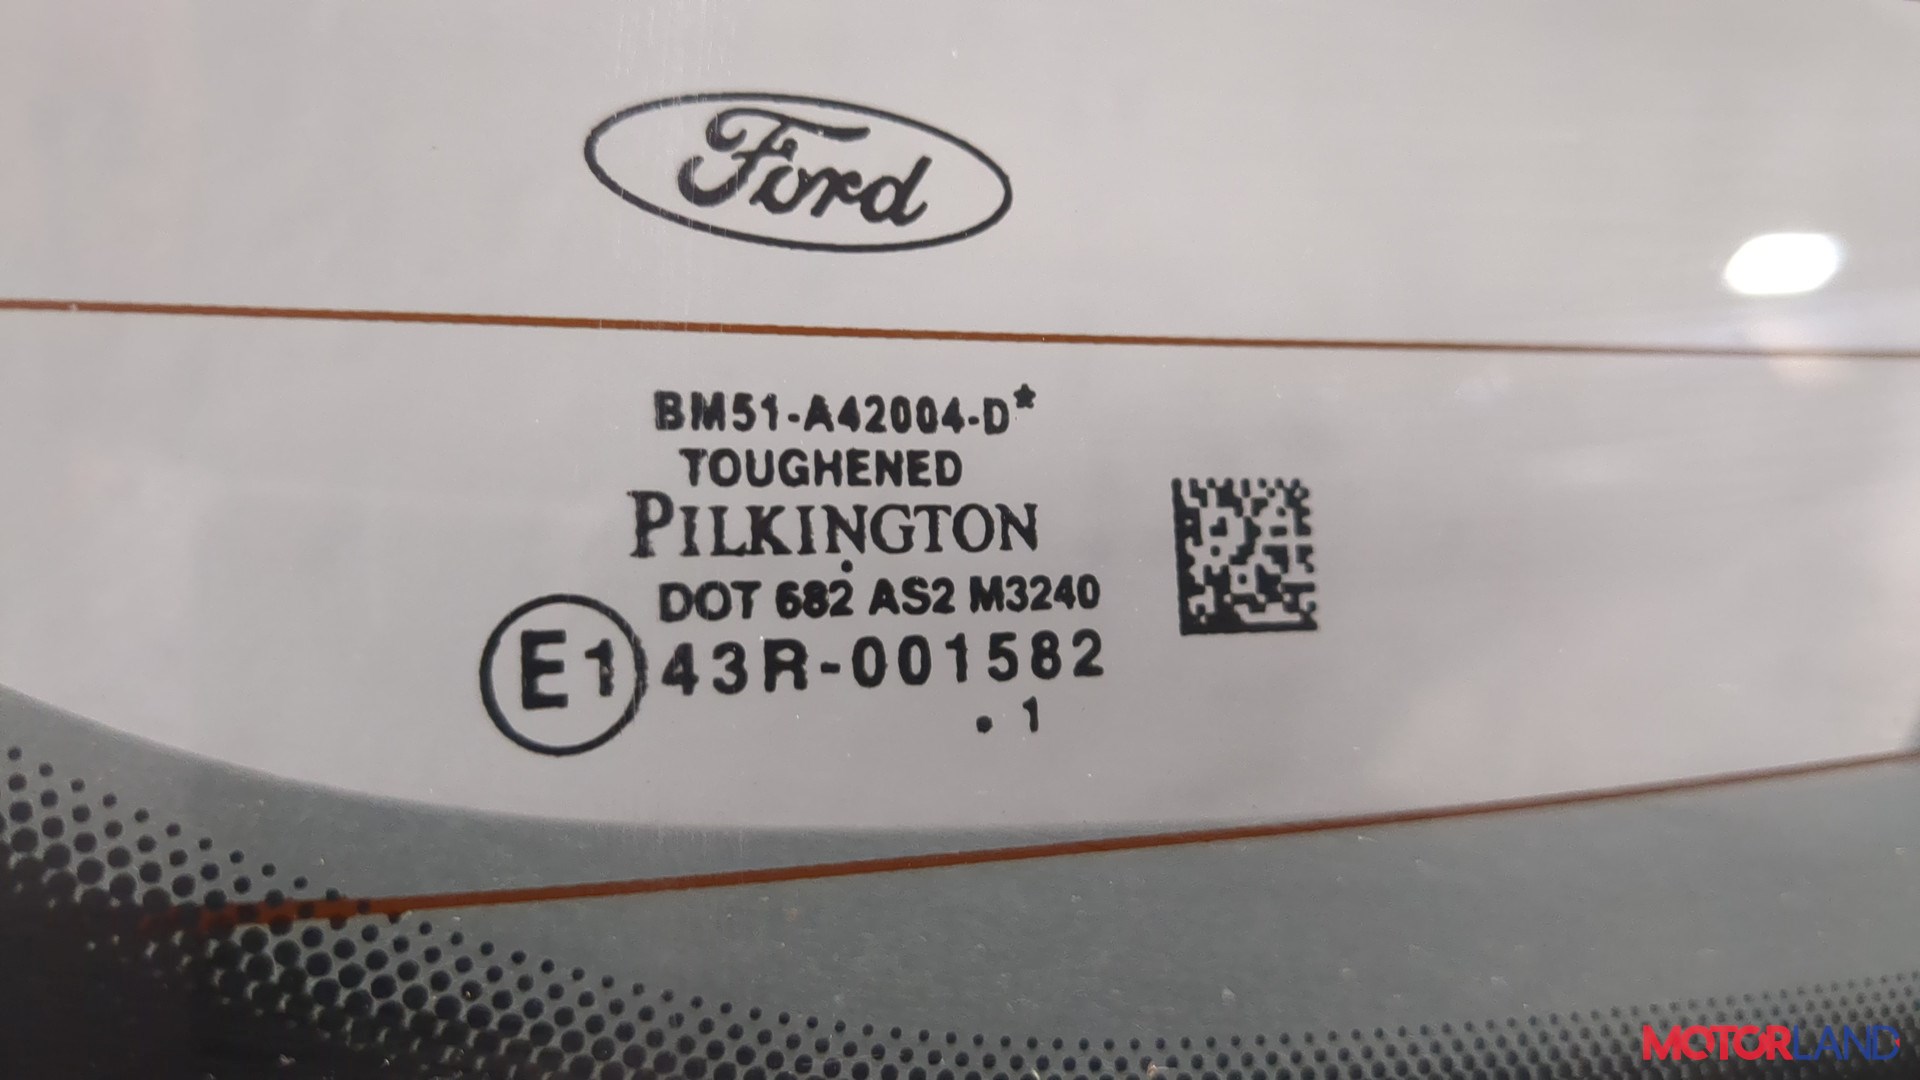 Ford
BM51-A42004-D*
TOUGHENED
PILKINGTON
DOT 682 AS2 M3240
E1 43R-001582
. 1
MOTORLAND